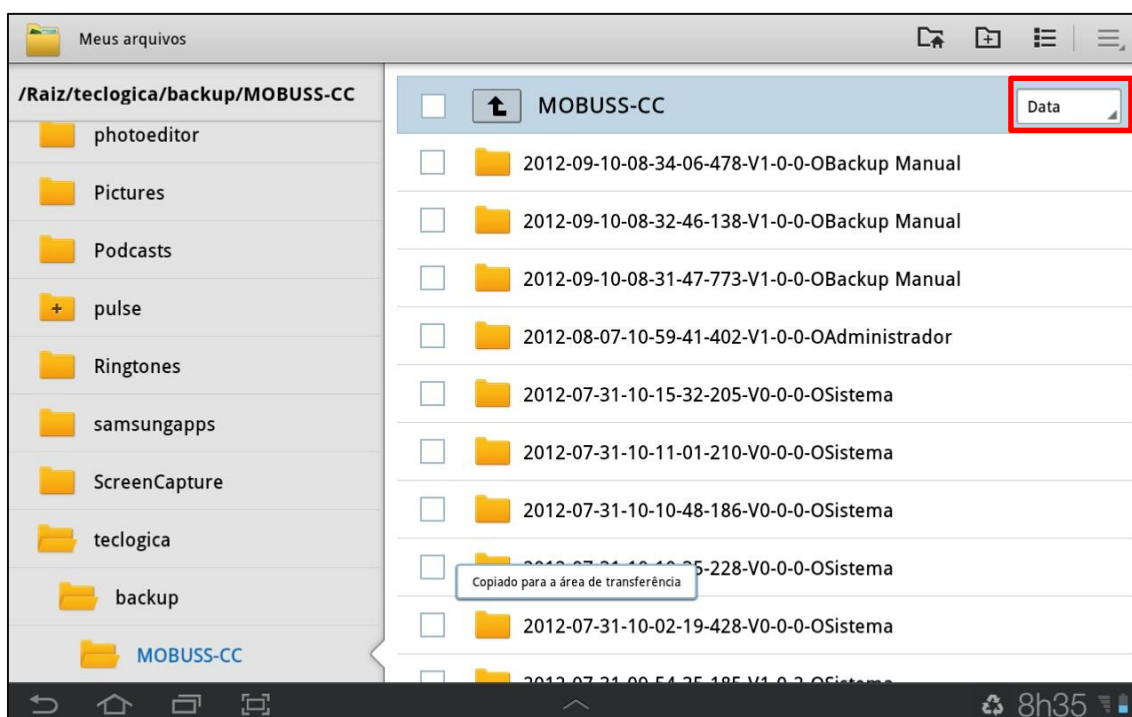 Meus arquivos
/Raiz/teclogica/backup/MOBUSS-CC
photoeditor
Pictures
Podcasts
pulse
Ringtones
samsungapps
ScreenCapture
teclogica
backup
MOBUSS-CC
MOBUSS-CC
Data
2012-09-10-08-34-06-478-V1-0-0-OBackup Manual
2012-09-10-08-32-46-138-V1-0-0-OBackup Manual
2012-09-10-08-31-47-773-V1-0-0-OBackup Manual
2012-08-07-10-59-41-402-V1-0-0-OAdministrador
2012-07-31-10-15-32-205-V0-0-0-OSistema
2012-07-31-10-11-01-210-V0-0-0-OSistema
2012-07-31-10-10-48-186-V0-0-0-OSistema
5-228-V0-0-0-OSistema
Copiado para a área de transferência
2012-07-31-10-02-19-428-V0-0-0-OSistema
8h35